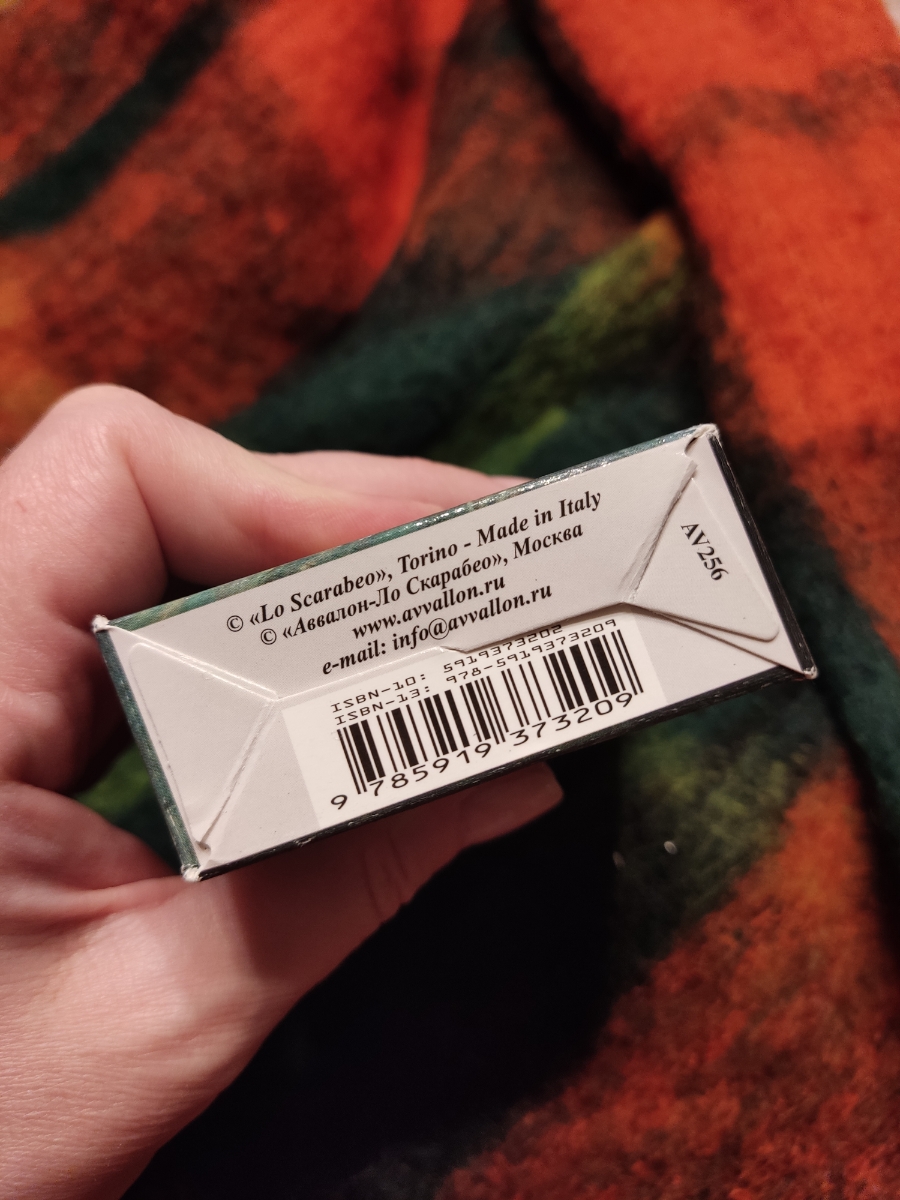 © «Lo Scarabeo», Torino - Made in Italy
© «Аввалон-Ло Скарабео», Москва
www.avvallon.ru
e-mail: info@avvallon.ru
AV256
ISBN-10: 5919373202
ISBN-13: 978-5919373209
9 785919 373209